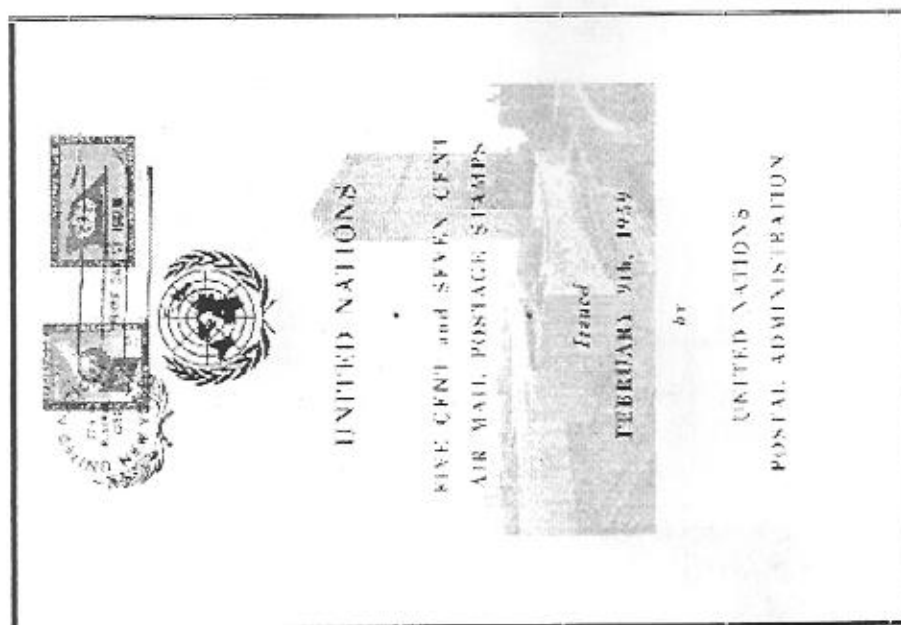 UNITED NATIONS
FIVE CENT and SEVEN CENT
AIR MAIL POSTAGE STAMPS
Issued
FEBRUARY 9th, 1959
by
UNITED NATIONS
POSTAL ADMINISTRATION